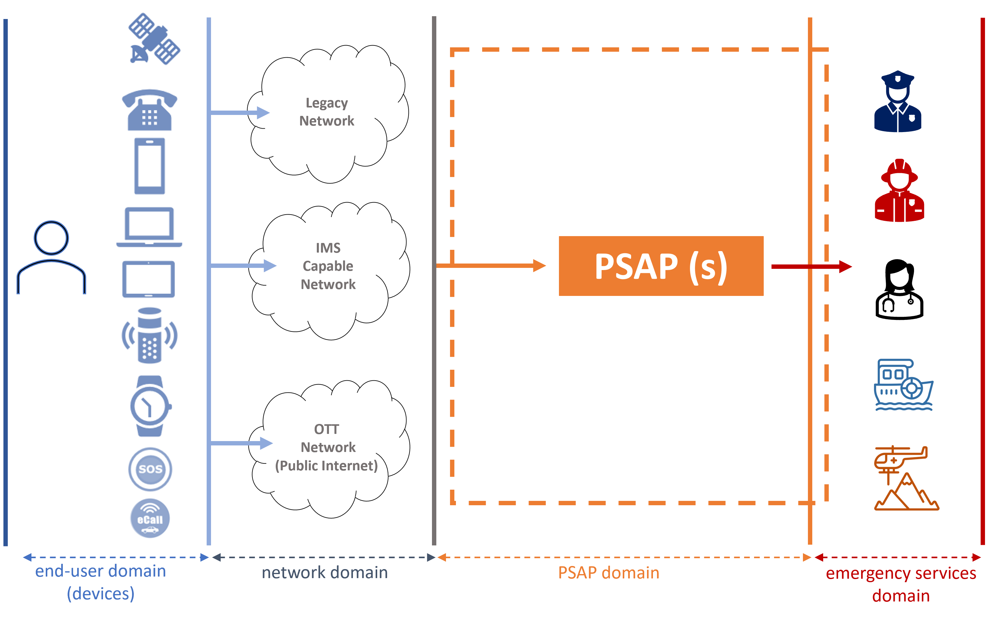 Legacy
Network
IMS
Capable
Network
PSAP (s)
OTT
Network
(Public Internet)
SOS
eCall
end-user domain
(devices)
network domain
PSAP domain
emergency services
domain